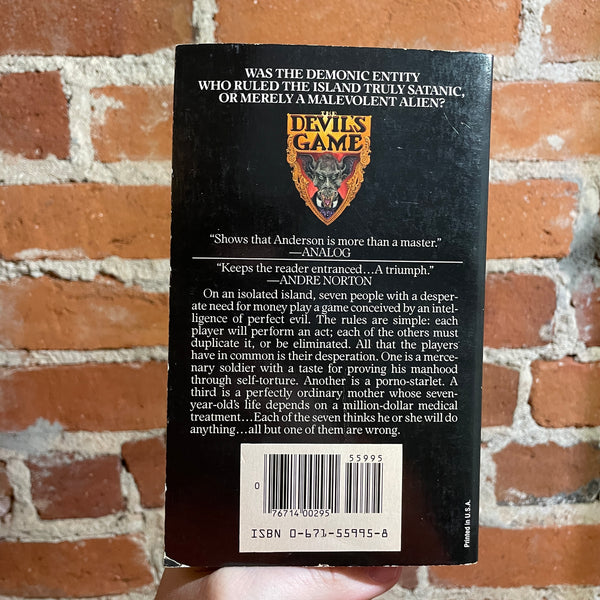 WAS THE DEMONIC ENTITY
WHO RULED THE ISLAND TRULY SATANIC,
OR MERELY A MALEVOLENT ALIEN?
THE
DEVIL'S
GAME
“Shows that Anderson is more than a master.”
—ANALOG
“Keeps the reader entranced...A triumph.”
—ANDRE NORTON
On an isolated island, seven people with a desper-
ate need for money play a game conceived by an intel-
ligence of perfect evil. The rules are simple: each
player will perform an act; each of the others must
duplicate it, or be eliminated. All that the players
have in common is their desperation. One is a merce-
nary soldier with a taste for proving his manhood
through self-torture. Another is a porno-starlet. A
third is a perfectly ordinary mother whose seven-
year-old's life depends on a million-dollar medical
treatment...Each of the seven thinks he or she will do
anything...all but one of them are wrong.
55995
0
76714 00295
ISBN 0-671-55995-8
Printed in U.S.A.